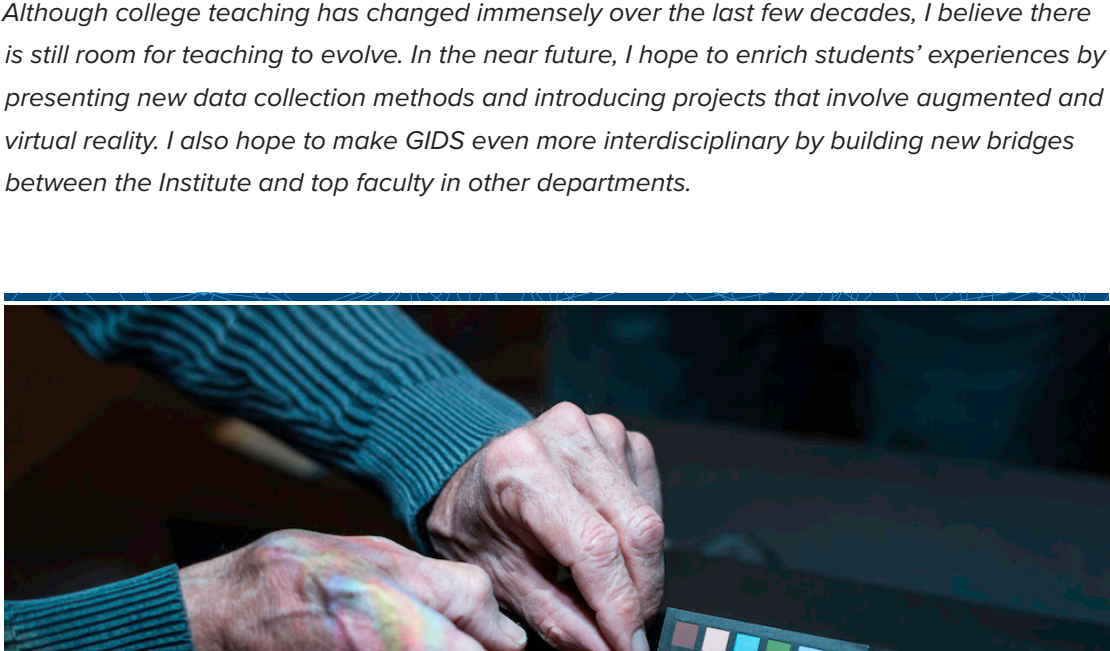 Although college teaching has changed immensely over the last few decades, I believe there
is still room for teaching to evolve. In the near future, I hope to enrich students’ experiences by
presenting new data collection methods and introducing projects that involve augmented and
virtual reality. I also hope to make GIDS even more interdisciplinary by building new bridges
between the Institute and top faculty in other departments.